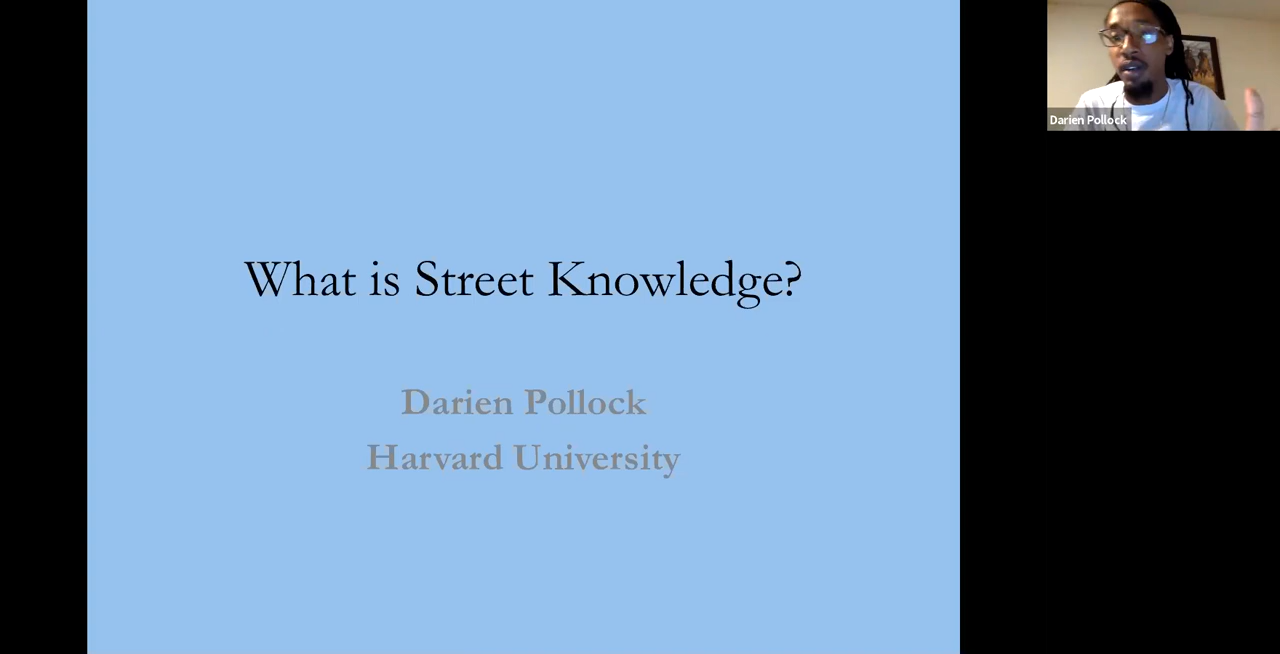 What is Street Knowledge?
Darien Pollock
Harvard University
Darien Pollock